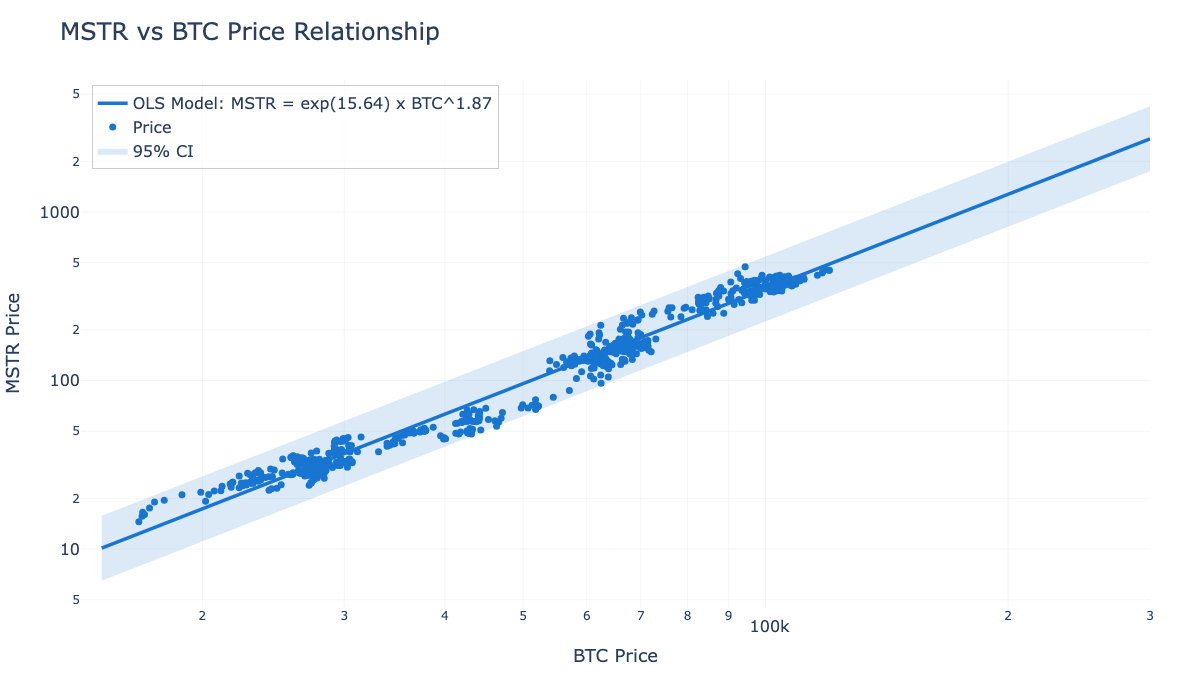 MSTR vs BTC Price Relationship
OLS Model: MSTR = exp(15.64) x BTC^1.87
Price
95% CI
MSTR Price
5
2
1000
5
2
100
5
2
10
5
2
3
4
5
6
7
8
9
100k
2
3
BTC Price